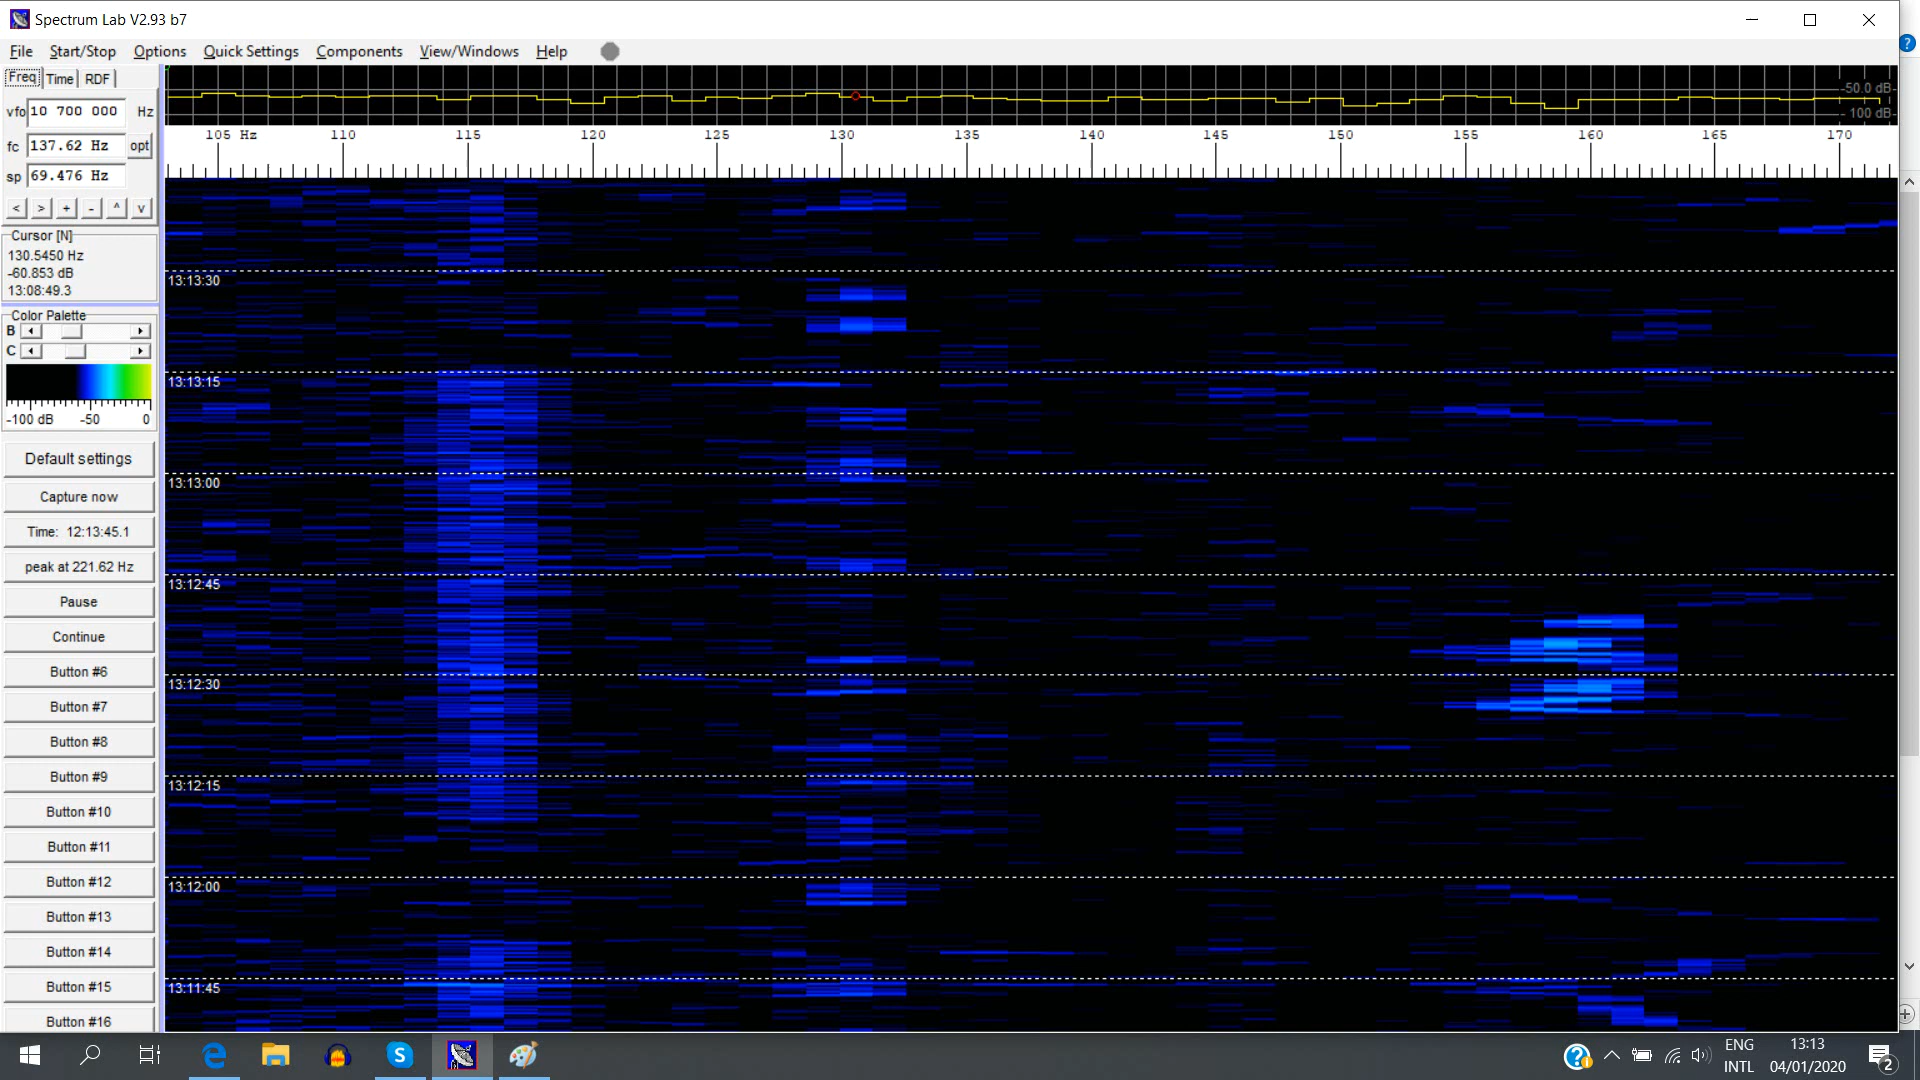 Spectrum Lab V2.93 b7
File Start/Stop Options Quick Settings Components View/Windows Help
Freq Time RDF
vfo 10 700 000 Hz
fc 137.62 Hz opt
sp 69.476 Hz
< > + - ^ v
Cursor [N]
130.5450 Hz
-60.853 dB
13:08:49.3
Color Palette
B
C
-100 dB -50 0
Default settings
Capture now
Time: 12:13:45.1
peak at 221.62 Hz
Pause
Continue
Button #6
Button #7
Button #8
Button #9
Button #10
Button #11
Button #12
Button #13
Button #14
Button #15
Button #16
-50.0 dB
-100 dB
105 Hz 110 115 120 125 130 135 140 145 150 155 160 165 170
13:13:30
13:13:15
13:13:00
13:12:45
13:12:30
13:12:15
13:12:00
13:11:45
ENG
INTL
13:13
04/01/2020
2